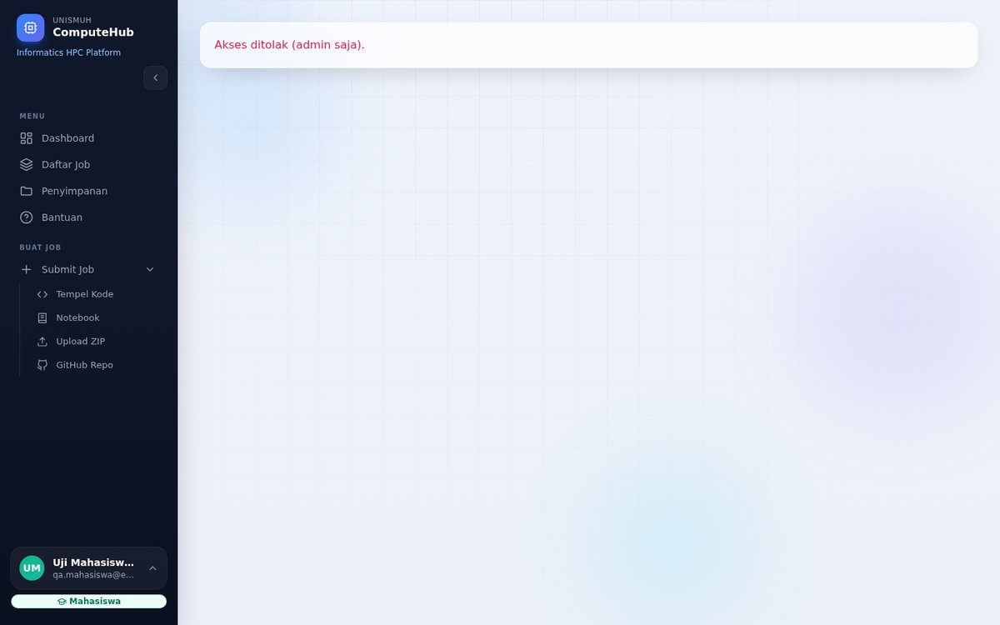 UNISMUH
ComputeHub
Informatics HPC Platform
MENU
Dashboard
Daftar Job
Penyimpanan
Bantuan
BUAT JOB
Submit Job
Tempel Kode
Notebook
Upload ZIP
GitHub Repo
UM
Uji Mahasisw...
qa.mahasiswa@e...
Mahasiswa
Akses ditolak (admin saja).